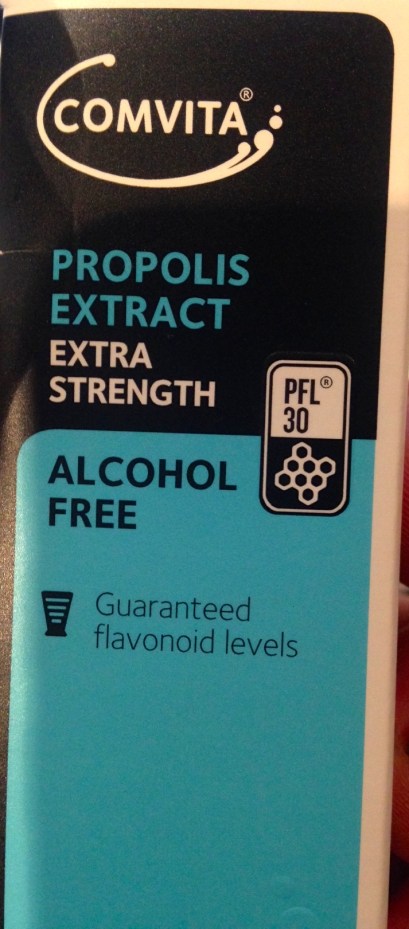 COMVITA®
PROPOLIS
EXTRACT
EXTRA
STRENGTH
PFL®
30
ALCOHOL
FREE
Guaranteed
flavonoid levels